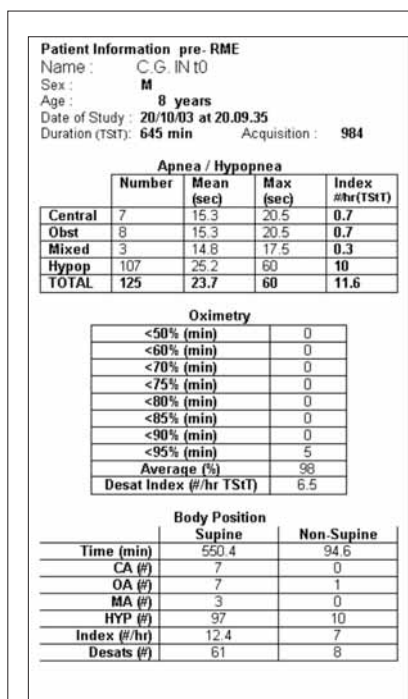 Patient Information pre- RME
Name : C.G. IN t0
Sex : M
Age : 8 years
Date of Study : 20/10/03 at 20.09.35
Duration (TStT): 645 min Acquisition : 984
Apnea / Hypopnea
Number Mean (sec) Max (sec) Index #/hr(TStT)
Central 7 15.3 20.5 0.7
Obst 8 15.3 20.5 0.7
Mixed 3 14.8 17.5 0.3
Hypop 107 25.2 60 10
TOTAL 125 23.7 60 11.6
Oximetry
<50% (min) 0
<60% (min) 0
<70% (min) 0
<75% (min) 0
<80% (min) 0
<85% (min) 0
<90% (min) 0
<95% (min) 5
Average (%) 98
Desat Index (#/hr TStT) 6.5
Body Position
Supine Non-Supine
Time (min) 550.4 94.6
CA (#) 7 0
OA (#) 7 1
MA (#) 3 0
HYP (#) 97 10
Index (#/hr) 12.4 7
Desats (#) 61 8